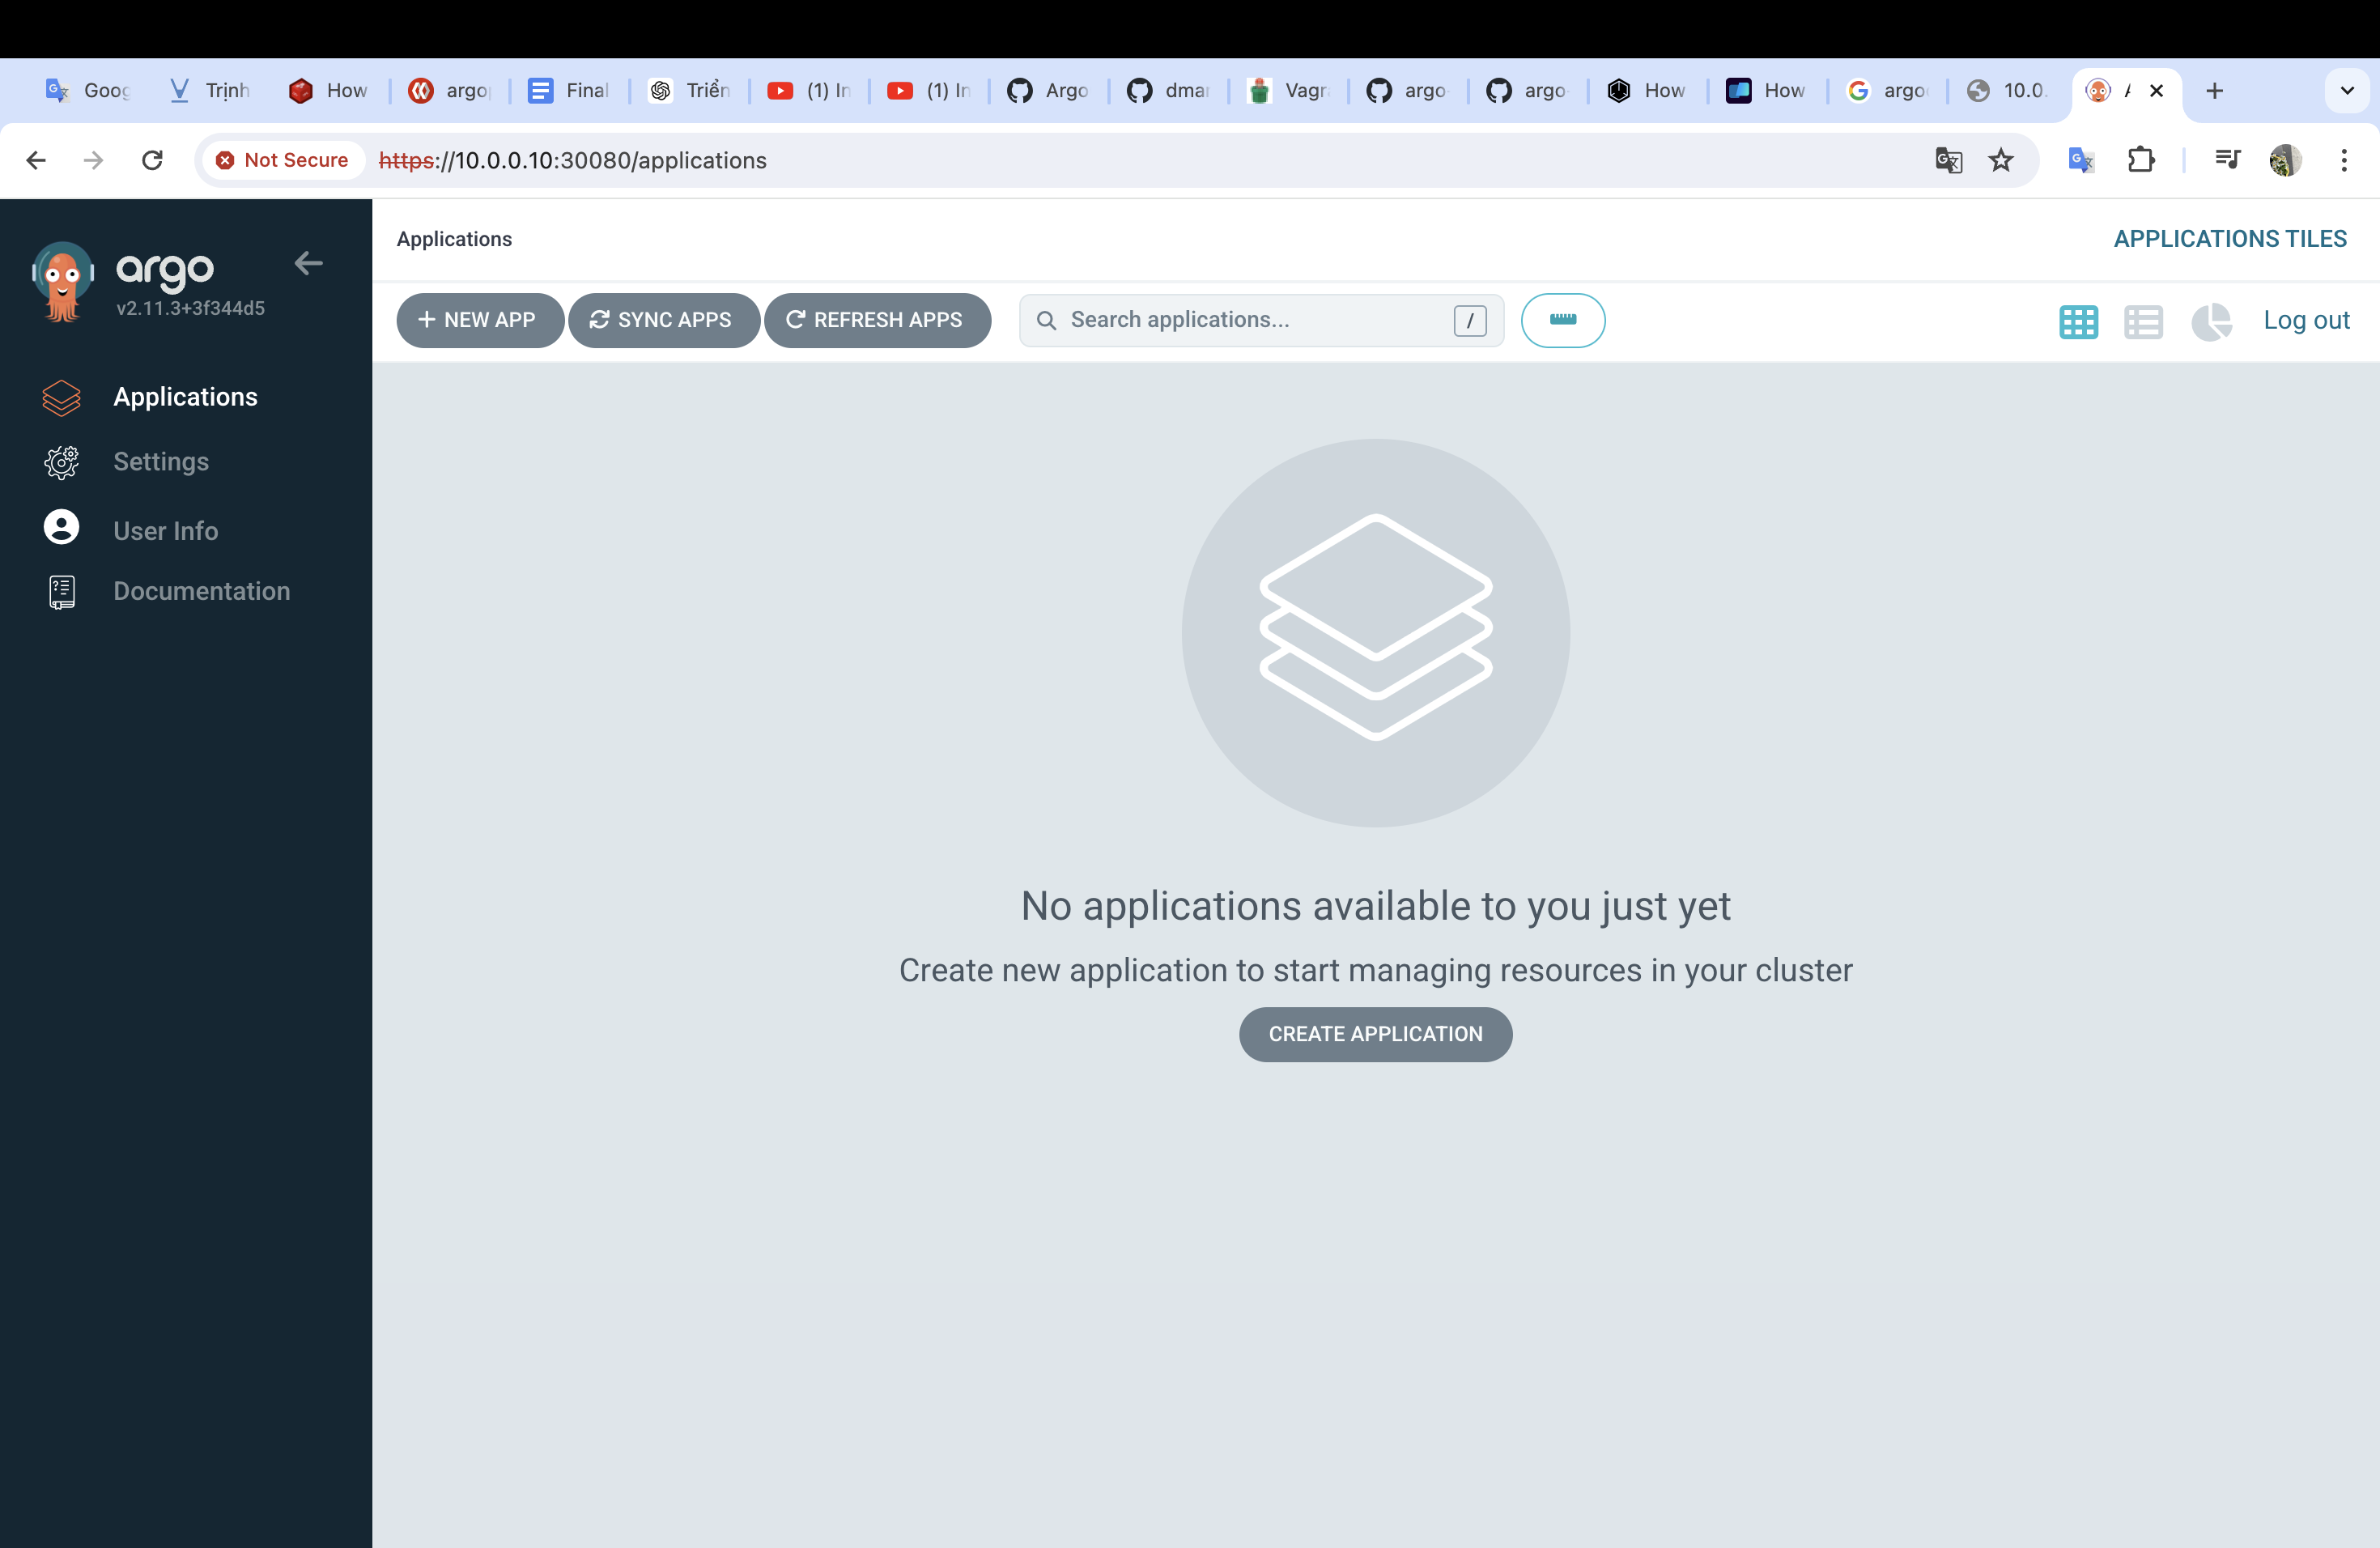 Goog Trịnh How argo Final Triển (1) In (1) In Argo dmar Vagr argo- argo- How How argo 10.0.
Not Secure https://10.0.0.10:30080/applications
argo
v2.11.3+3f344d5
Applications
Settings
User Info
Documentation
Applications
APPLICATIONS TILES
+ NEW APP SYNC APPS REFRESH APPS Search applications... / Log out
No applications available to you just yet
Create new application to start managing resources in your cluster
CREATE APPLICATION